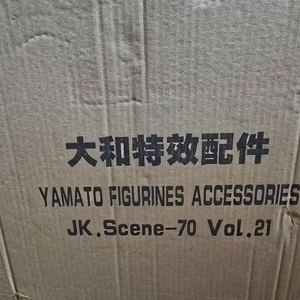 大和特效配件
YAMATO FIGURINES ACCESSORIES
JK.Scene-70 Vol.21